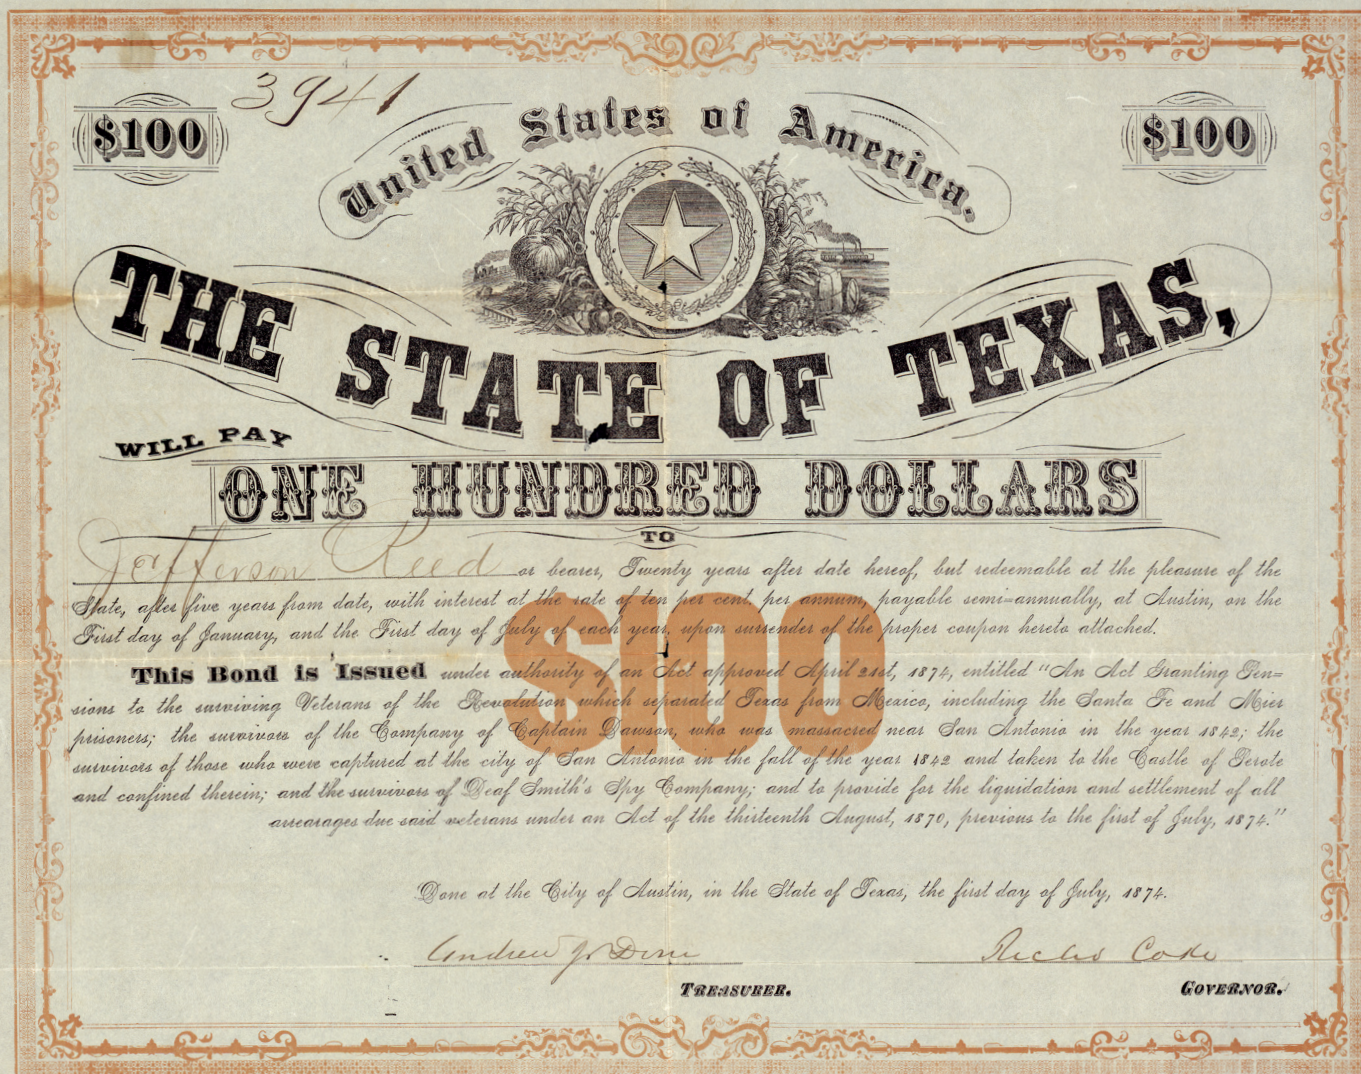 3941
$100
$100
United States of America.
THE STATE OF TEXAS,
WILL PAY
ONE HUNDRED DOLLARS
TO
Jefferson Reed or bearer, Twenty years after date hereof, but redeemable at the pleasure of the
State, after five years from date, with interest at the rate of ten per cent. per annum, payable semi=annually, at Austin, on the
First day of January, and the First day of July of each year, upon surrender of the proper coupon hereto attached.
$100
This Bond is Issued under authority of an Act approved April 21st, 1874, entitled "An Act Granting Pen=
sions to the surviving Veterans of the Revolution which separated Texas from Mexico, including the Santa Fe and Mier
prisoners; the survivors of the Company of Captain Dawson, who was massacred near San Antonio in the year 1842; the
survivors of those who were captured at the city of San Antonio in the fall of the year 1842 and taken to the Castle of Perote
and confined therein; and the survivors of Deaf Smith's Spy Company; and to provide for the liquidation and settlement of all
arrearages due said veterans under an Act of the thirteenth August, 1870, previous to the first of July, 1874."
Done at the City of Austin, in the State of Texas, the first day of July, 1874.
Andrew J. Dorn Richd Coke
TREASURER. GOVERNOR.